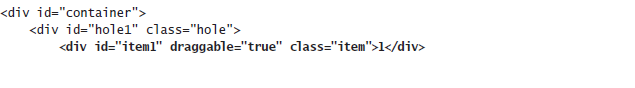 <div id="container">
<div id="hole1" class="hole">
<div id="item1" draggable="true" class="item">1</div>